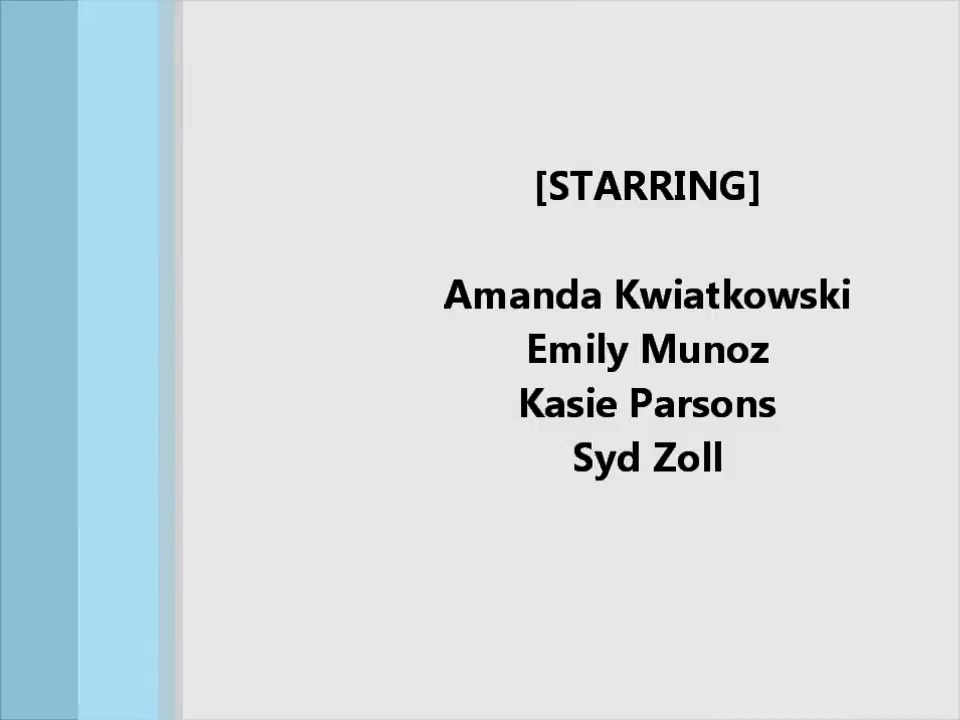 [STARRING]
Amanda Kwiatkowski
Emily Munoz
Kasie Parsons
Syd Zoll